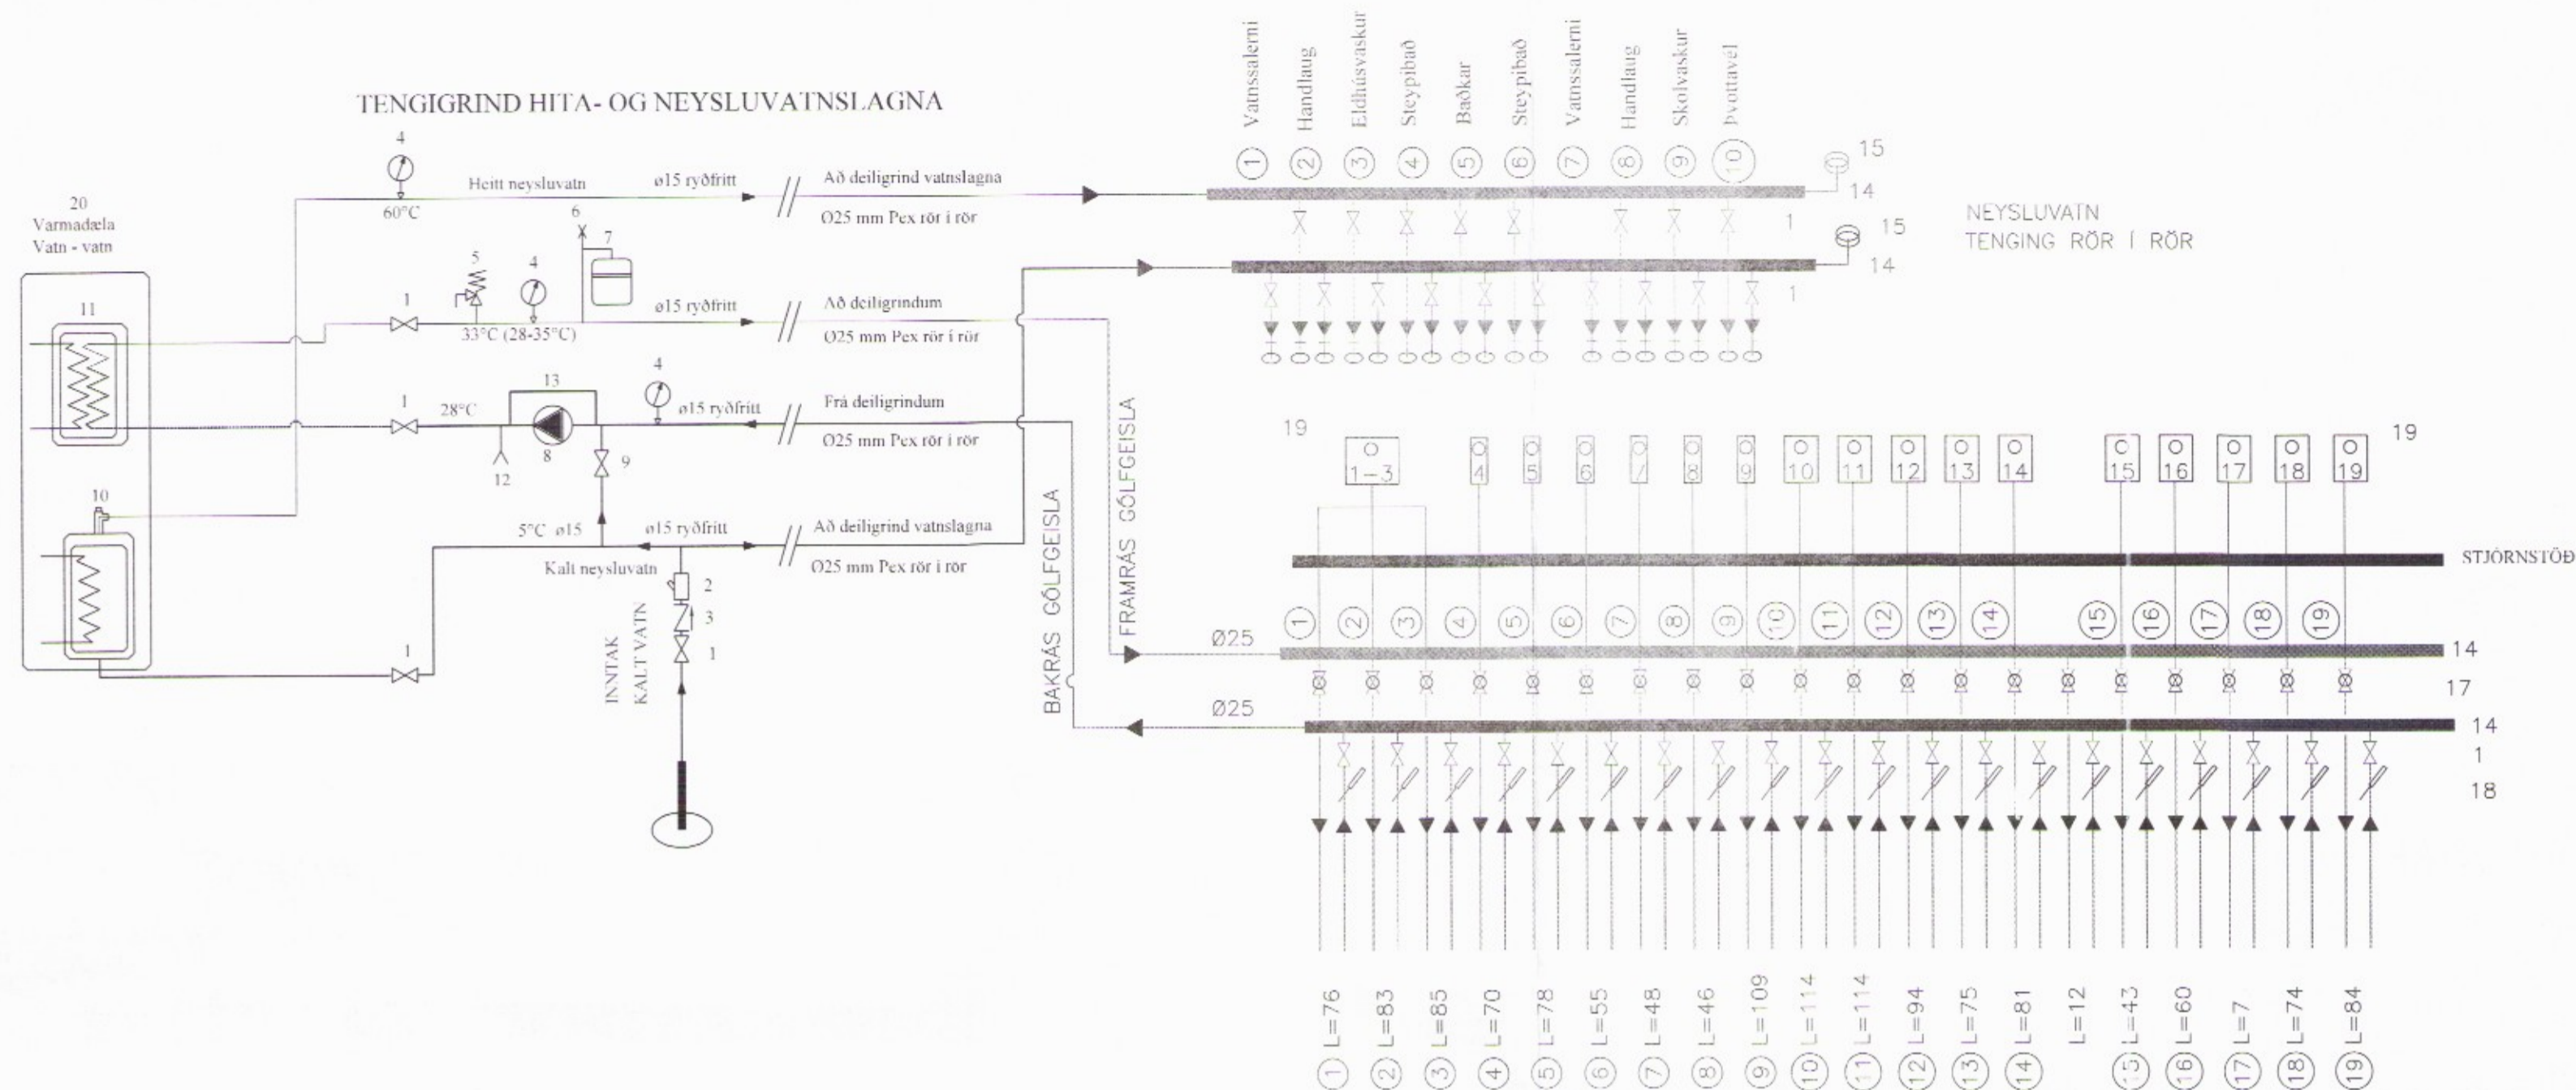 TENGIGRIND HITA- OG NEYSLUVATNSLAGNA
20
Varmadæla
Vatn - vatn
11
10
4
Heitt neysluvatn
ø15 ryðfritt
60°C
Að deiligrind vatnslagna
Ø25 mm Pex rör i rör
1
5
4
6
7
33°C (28-35°C)
ø15 ryðfritt
Að deiligrindum
Ø25 mm Pex rör i rör
1
28°C
12
13
8
9
4
ø15 ryðfritt
Frá deiligrindum
Ø25 mm Pex rör i rör
5°C ø15
ø15 ryðfritt
Að deiligrind vatnslagna
Ø25 mm Pex rör i rör
Kalt neysluvatn
2
3
1
1
INNTAK
KALT VATN
BAKRÁS GÓLFGEISLA
FRAMRÁS GÓLFGEISLA
Vatnssalerni
Handlaug
Eldhúsvaskur
Steypibað
Baðkar
Steypibað
Vatnssalerni
Handlaug
Skolvaskur
Þvottavél
1 2 3 4 5 6 7 8 9 10
15
14
1
15
14
1
NEYSLUVATN
TENGING RÖR Í RÖR
19
1-3 4 5 6 7 8 9 10 11 12 13 14 15 16 17 18 19
19
STJÓRNSTÖÐ
1 2 3 4 5 6 7 8 9 10 11 12 13 14 15 16 17 18 19
Ø25
14
17
Ø25
14
1
18
1 L=76
2 L=83
3 L=85
4 L=70
5 L=78
6 L=55
7 L=48
8 L=46
9 L=109
10 L=114
11 L=114
12 L=94
13 L=75
14 L=81
L=12
15 L=43
16 L=60
17 L=7
18 L=74
19 L=84